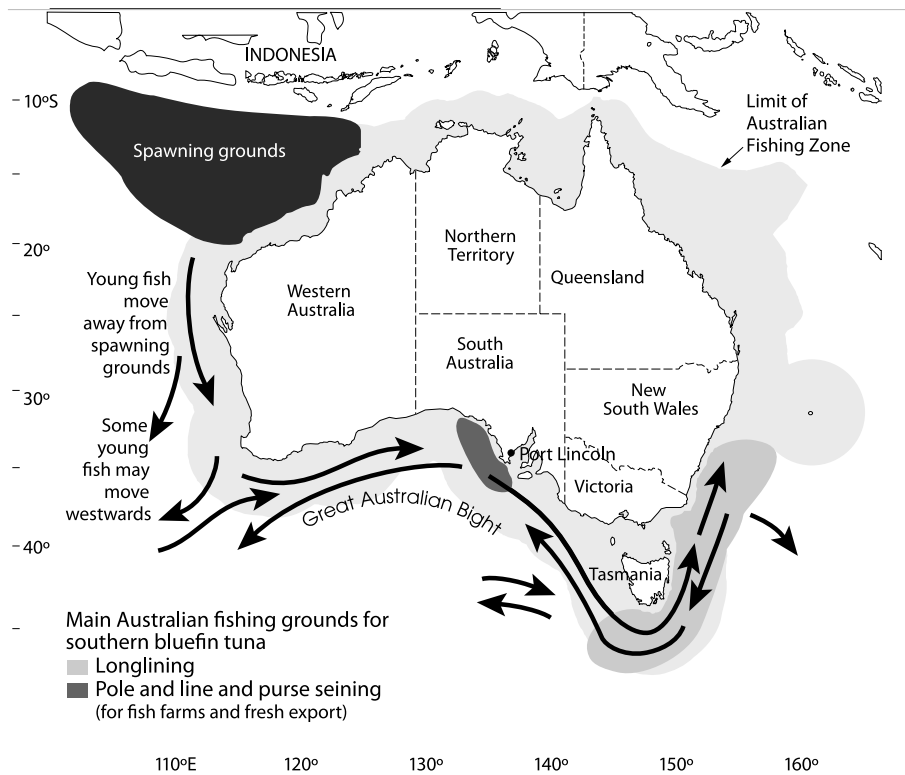 INDONESIA
10ºS
Limit of
Australian
Fishing Zone
Spawning grounds
20º
Northern
Territory
Queensland
Young fish
move
away from
spawning
grounds
Western
Australia
South
Australia
30º
New
South Wales
Some
young
fish may
move
westwards
Port Lincoln
Victoria
Great Australian Bight
40º
Tasmania
Main Australian fishing grounds for
southern bluefin tuna
Longlining
Pole and line and purse seining
(for fish farms and fresh export)
110ºE
120º
130º
140º
150º
160º